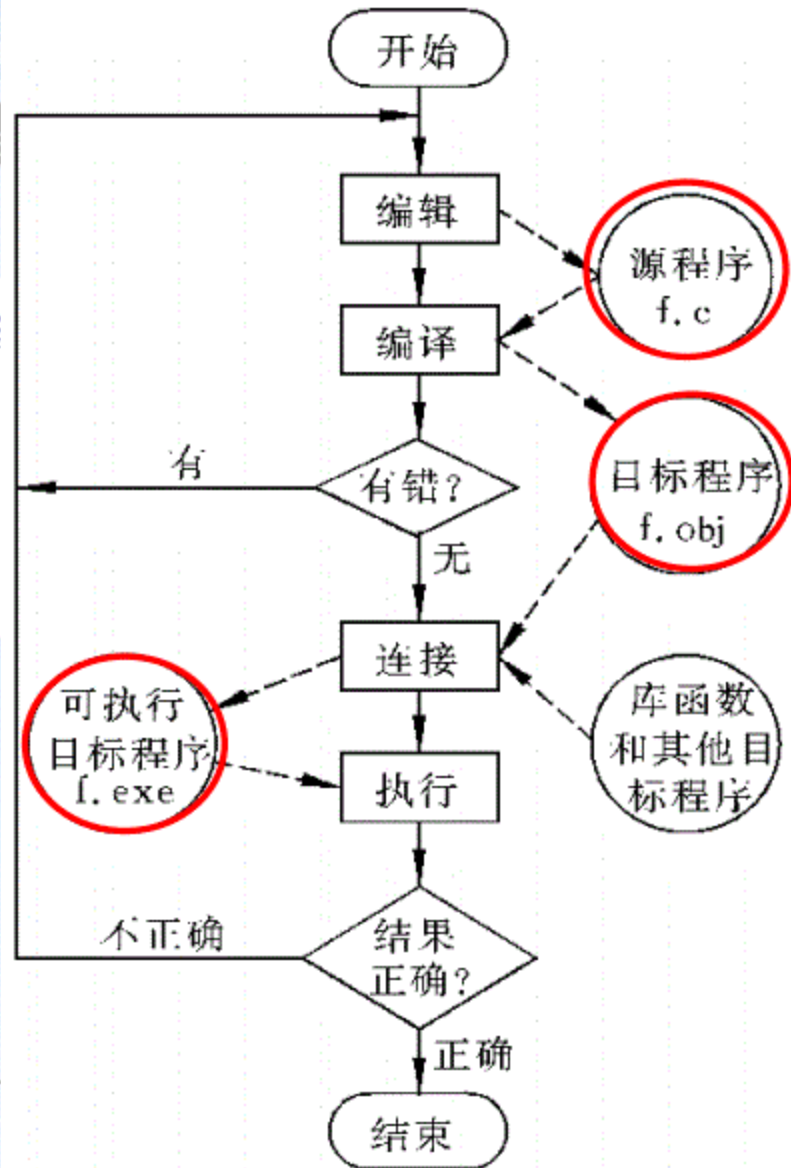 开始
编辑
源程序
f.c
编译
有
有错？
目标程序
f.obj
无
连接
可执行
目标程序
f.exe
库函数
和其他目
标程序
执行
不正确
结果
正确？
正确
结束